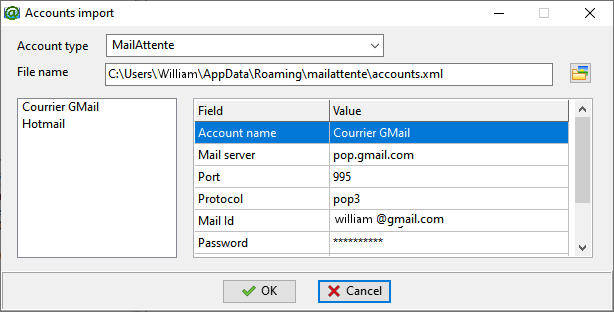 Accounts import
Account type MailAttente
File name C:\Users\William\AppData\Roaming\mailattente\accounts.xml
Courrier GMail
Hotmail
Field Value
Account name Courrier GMail
Mail server pop.gmail.com
Port 995
Protocol pop3
Mail Id william @gmail.com
Password **********
OK Cancel